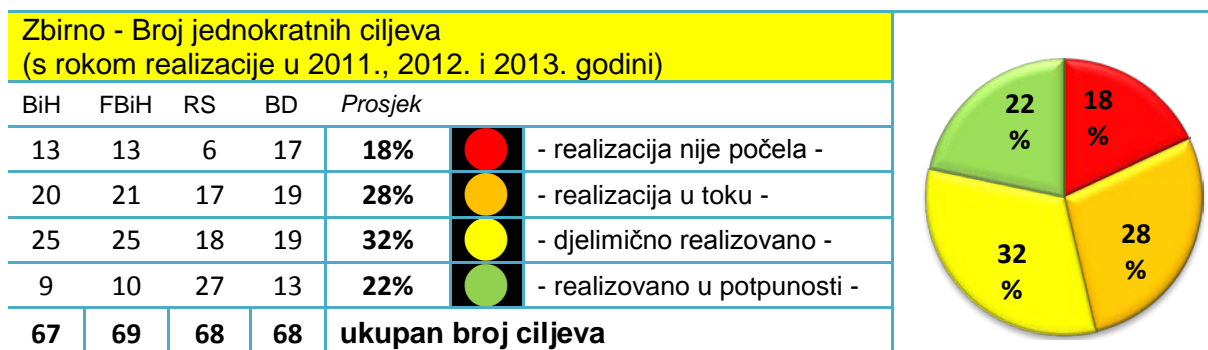 Zbirno - Broj jednokratnih ciljeva
(s rokom realizacije u 2011., 2012. i 2013. godini)
BiH FBiH RS BD Prosjek
13 13 6 17 18% - realizacija nije počela -
20 21 17 19 28% - realizacija u toku -
25 25 18 19 32% - djelimično realizovano -
9 10 27 13 22% - realizovano u potpunosti -
67 69 68 68 ukupan broj ciljeva
22
%
18
%
32
%
28
%